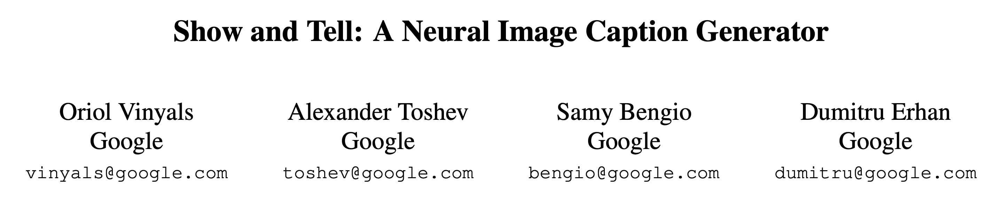 Show and Tell: A Neural Image Caption Generator
Oriol Vinyals
Google
vinyals@google.com
Alexander Toshev
Google
toshev@google.com
Samy Bengio
Google
bengio@google.com
Dumitru Erhan
Google
dumitru@google.com